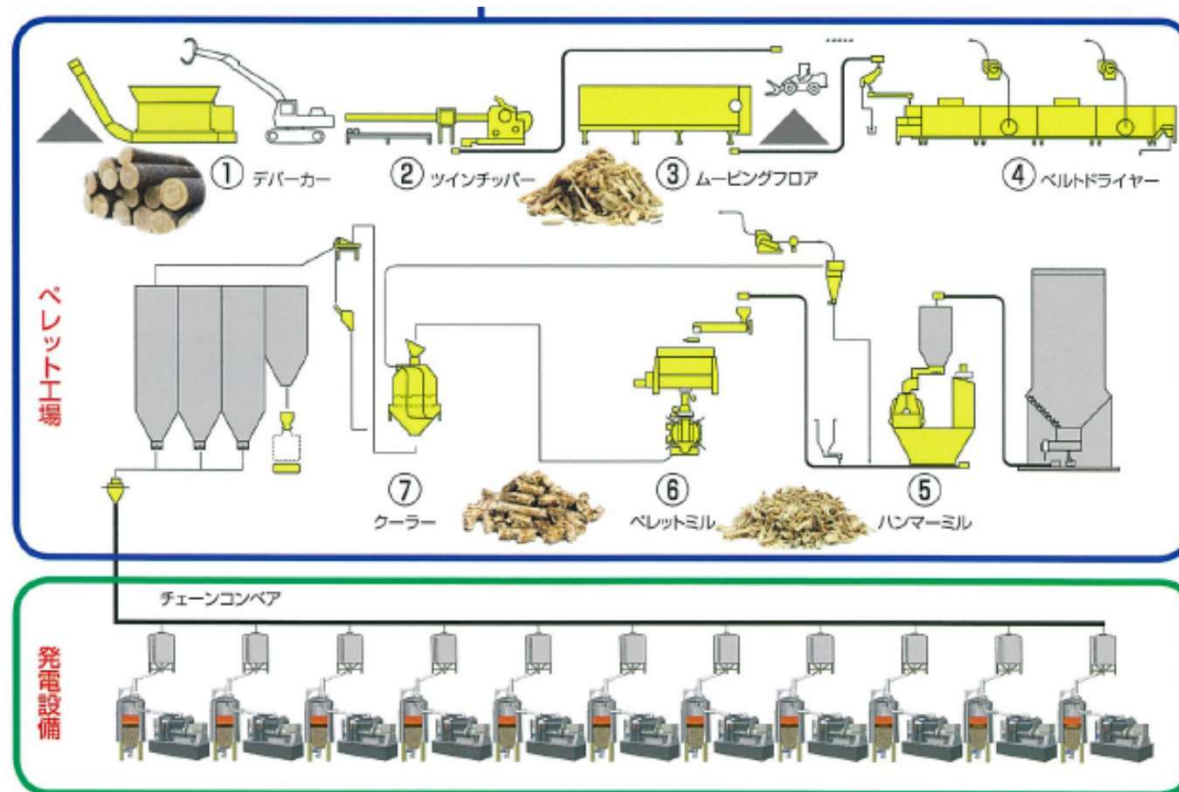 ① デバーカー
② ツインチッパー
③ ムービングフロア
④ ベルトドライヤー
ペレット工場
⑦ クーラー
⑥ ペレットミル
⑤ ハンマーミル
チェーンコンベア
発電設備